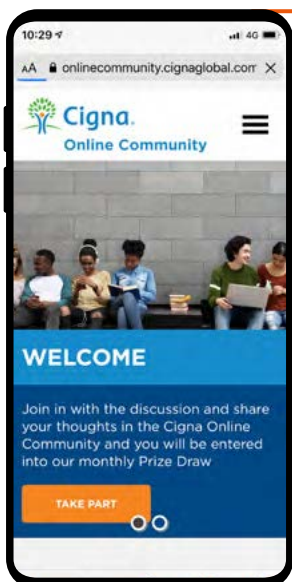 10:29
4G
AA onlinecommunity.cignaglobal.com
Cigna.
Online Community
WELCOME
Join in with the discussion and share
your thoughts in the Cigna Online
Community and you will be entered
into our monthly Prize Draw
TAKE PART